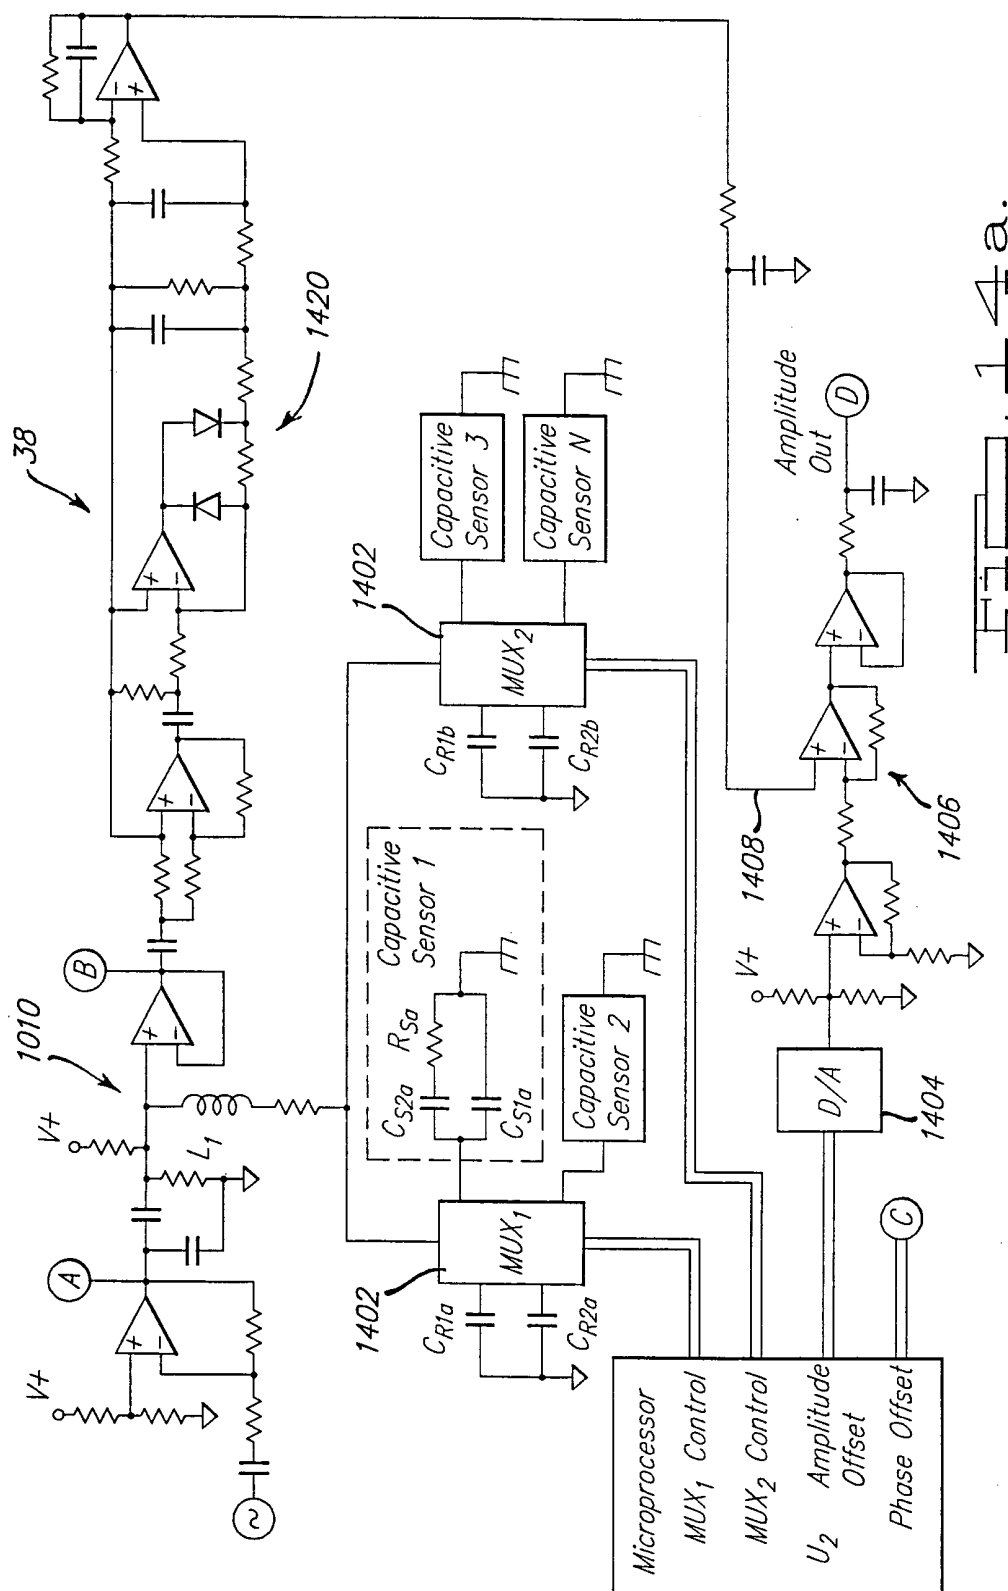 38
1010
V+
B
A
V+
L1
1420
~
1402
Capacitive
Sensor 3
Capacitive
Sensor N
MUX2
CR1b
CR2b
Capacitive
Sensor 1
RSa
CS2a
CS1a
Capacitive
Sensor 2
1402
MUX1
CR1a
CR2a
Microprocessor
MUX1 Control
MUX2 Control
U2 Amplitude
Offset
Phase Offset
C
D/A
1404
V+
1408
1406
Amplitude
Out
D
Fig. 14a.